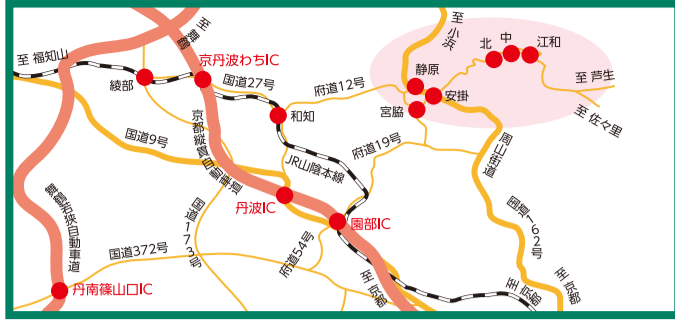 至 福知山
至 舞鶴
京丹波わちIC
綾部
国道27号
和知
府道12号
至 小浜
静原
安掛
宮脇
北
中
江和
至 芦生
至 佐々里
国道9号
京都縦貫自動車道
JR山陰本線
府道19号
周山街道
国道162号
丹波IC
園部IC
国道173号
府道54号
国道372号
舞鶴若狭自動車道
丹南篠山口IC
至 京都
至 京都
至 京都